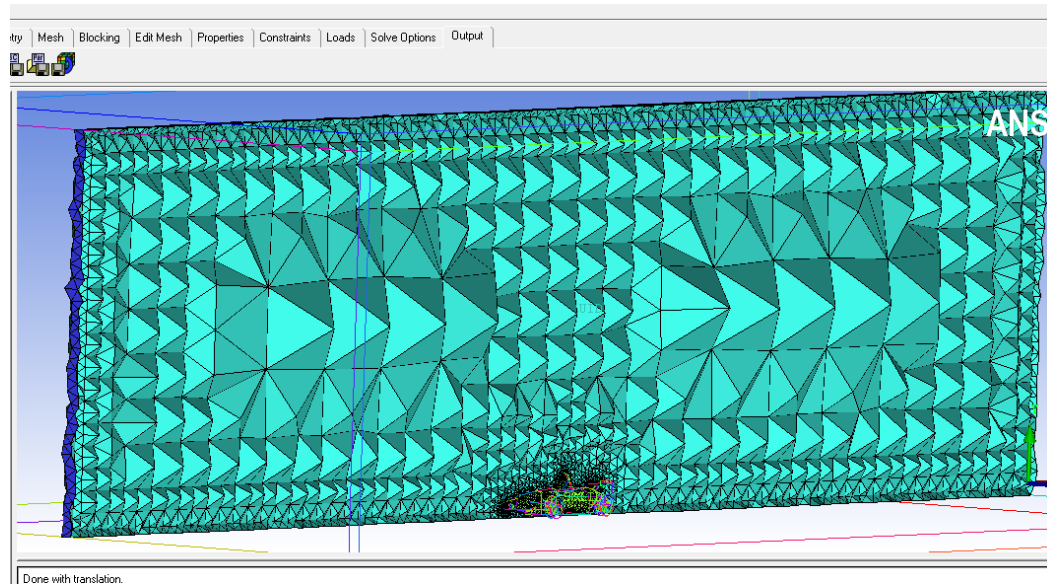 try Mesh Blocking Edit Mesh Properties Constraints Loads Solve Options Output
ANS
Done with translation.